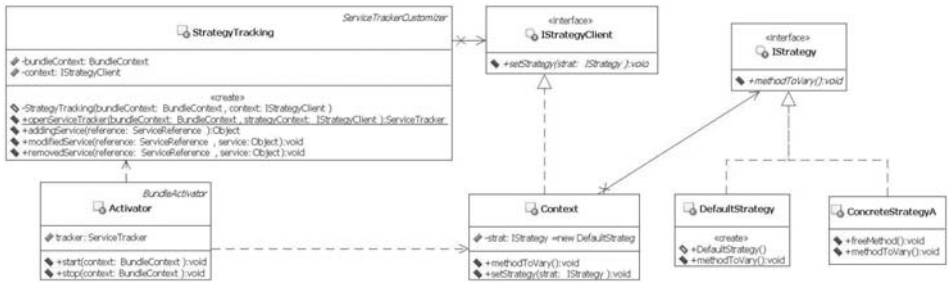 ServiceTrackerCustomizer
StrategyTracking
-bundleContext: BundleContext
-context: IStrategyClient
«create»
-StrategyTracking(bundleContext: BundleContext , context: IStrategyClient )
+openServiceTracker(bundleContext: BundleContext , strategyContext: IStrategyClient ):ServiceTracker
+addingService(reference: ServiceReference ):Object
+modifiedService(reference: ServiceReference , service:Object):void
+removedService(reference: ServiceReference , service:Object):void
«interface»
IStrategyClient
+setStrategy(strat: IStrategy ):void
«interface»
IStrategy
+methodToVary():void
BundleActivator
Activator
tracker: ServiceTracker
+start(context: BundleContext ):void
+stop(context: BundleContext ):void
Context
-strat: IStrategy =new DefaultStrateg
+methodToVary():void
+setStrategy(strat: IStrategy ):void
DefaultStrategy
«create»
+DefaultStrategy()
+methodToVary():void
ConcreteStrategyA
+freeMethod():void
+methodToVary():void